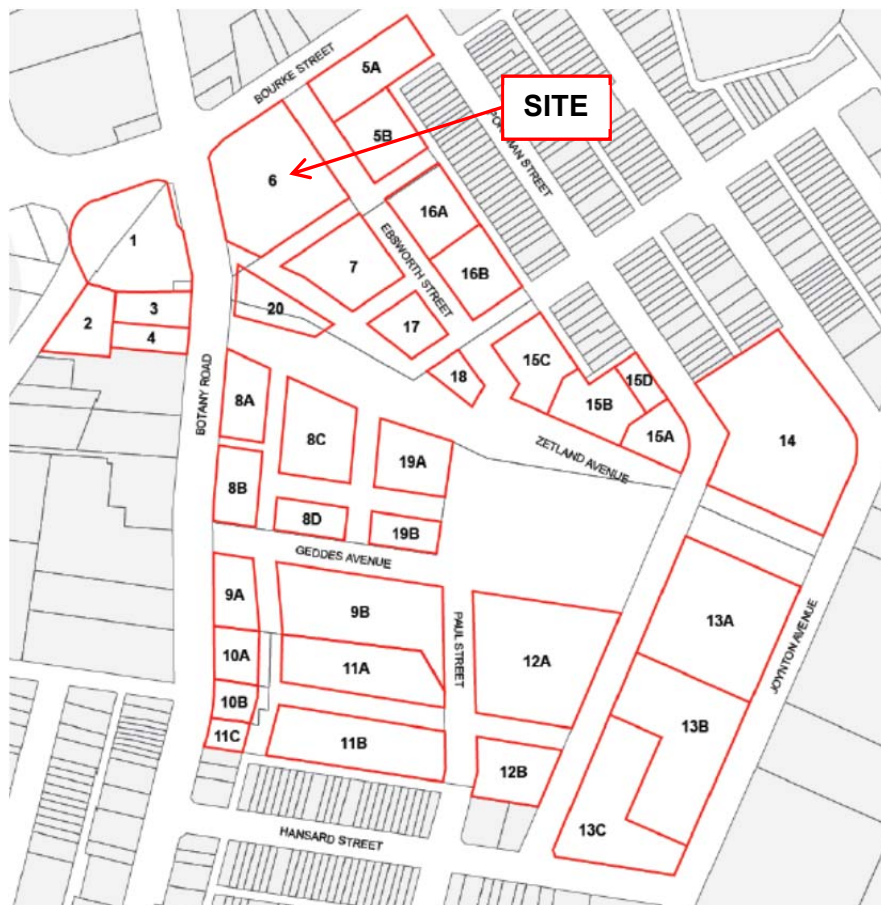 BOURKE STREET
5A
SITE
5B
6
16A
1
EBSWORTH STREET
7
16B
3
20
2
17
4
15C
18
15D
BOTANY ROAD
8A
15B
8C
15A
14
ZETLAND AVENUE
19A
8B
8D
19B
GEDDES AVENUE
9A
9B
PAUL STREET
13A
JOYNTON AVENUE
10A
11A
12A
10B
13B
11C
11B
12B
13C
HANSARD STREET